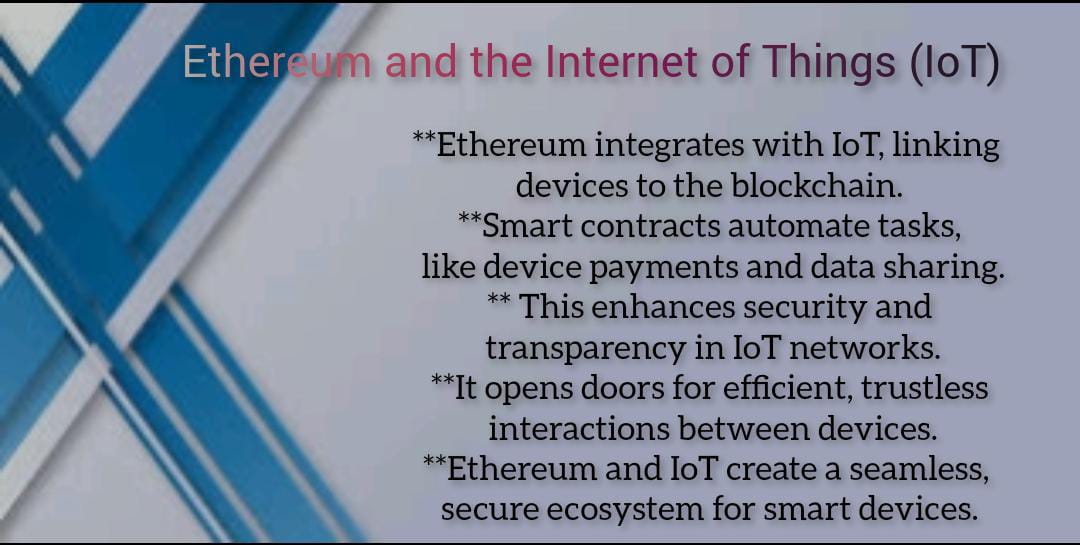 Ethereum and the Internet of Things (IoT)
**Ethereum integrates with IoT, linking
devices to the blockchain.
**Smart contracts automate tasks,
like device payments and data sharing.
** This enhances security and
transparency in IoT networks.
**It opens doors for efficient, trustless
interactions between devices.
**Ethereum and IoT create a seamless,
secure ecosystem for smart devices.